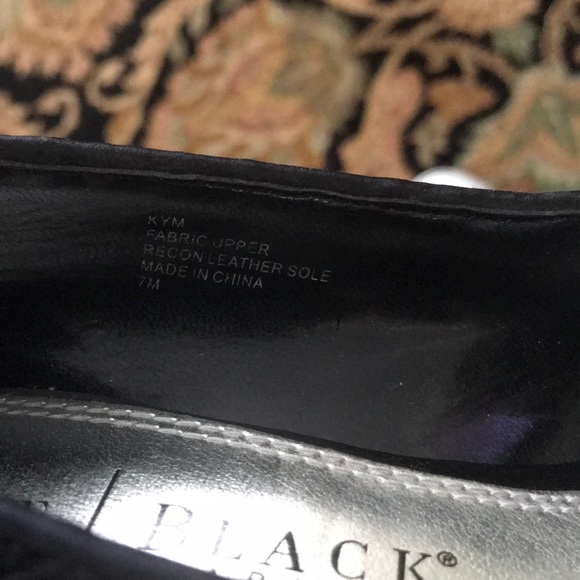 KYM
FABRIC UPPER
RECON LEATHER SOLE
MADE IN CHINA
7M
BLACK®